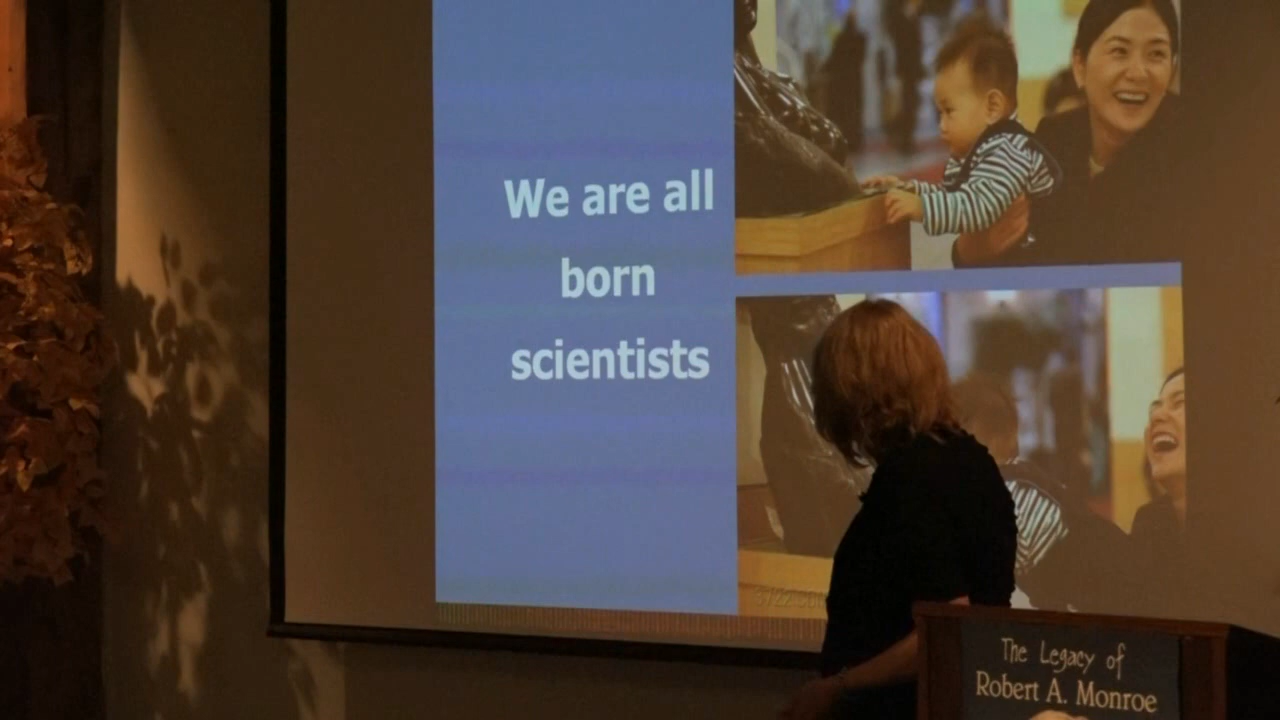 We are all
born
scientists
The Legacy of
Robert A. Monroe